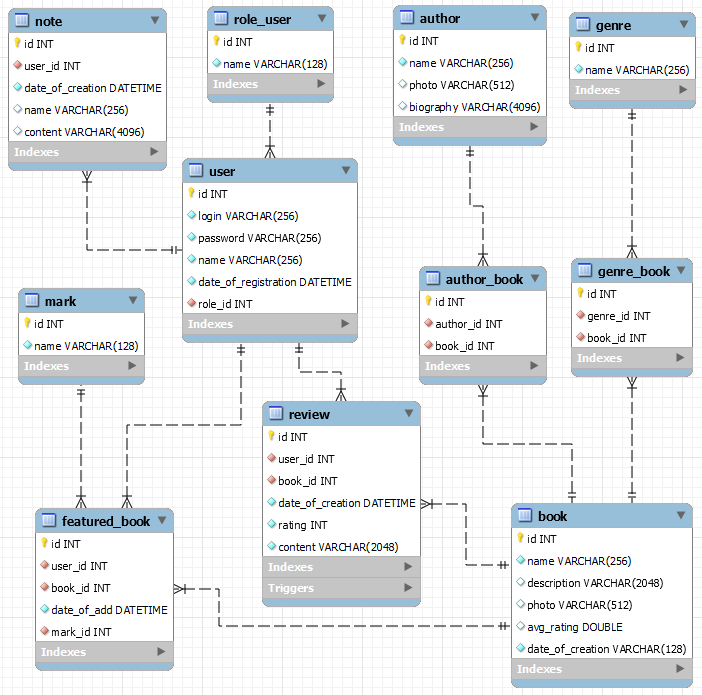 note
id INT
user_id INT
date_of_creation DATETIME
name VARCHAR(256)
content VARCHAR(4096)
Indexes
role_user
id INT
name VARCHAR(128)
Indexes
author
id INT
name VARCHAR(256)
photo VARCHAR(512)
biography VARCHAR(4096)
Indexes
genre
id INT
name VARCHAR(256)
Indexes
user
id INT
login VARCHAR(256)
password VARCHAR(256)
name VARCHAR(256)
date_of_registration DATETIME
role_id INT
Indexes
author_book
id INT
author_id INT
book_id INT
Indexes
genre_book
id INT
genre_id INT
book_id INT
Indexes
mark
id INT
name VARCHAR(128)
Indexes
review
id INT
user_id INT
book_id INT
date_of_creation DATETIME
rating INT
content VARCHAR(2048)
Indexes
Triggers
featured_book
id INT
user_id INT
book_id INT
date_of_add DATETIME
mark_id INT
Indexes
book
id INT
name VARCHAR(256)
description VARCHAR(2048)
photo VARCHAR(512)
avg_rating DOUBLE
date_of_creation VARCHAR(128)
Indexes